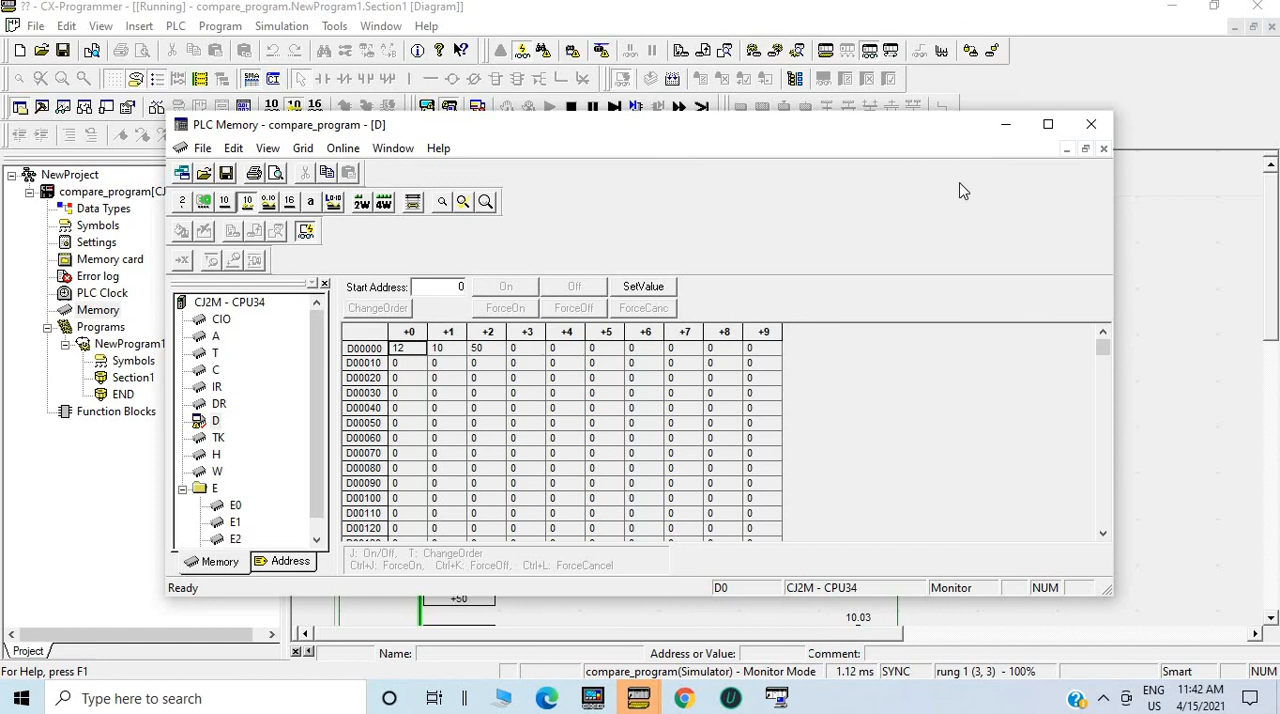 ?? - CX-Programmer - [[Running] - compare_program.NewProgram1.Section1 [Diagram]]
File Edit View Insert PLC Program Simulation Tools Window Help
10 10 16
PLC Memory - compare_program - [D]
File Edit View Grid Online Window Help
2 10 10 0.10 16 a 2W 4W
NewProject
compare_program[CJ
Data Types
Symbols
Settings
Memory card
Error log
PLC Clock
Memory
Programs
NewProgram1
Symbols
Section1
END
Function Blocks
CJ2M - CPU34
CIO
A
T
C
IR
DR
D
TK
H
W
E
E0
E1
E2
Memory Address
Start Address: 0 On Off SetValue
ChangeOrder ForceOn ForceOff ForceCanc
+0 +1 +2 +3 +4 +5 +6 +7 +8 +9
D00000 12 10 50 0 0 0 0 0 0 0
D00010 0 0 0 0 0 0 0 0 0 0
D00020 0 0 0 0 0 0 0 0 0 0
D00030 0 0 0 0 0 0 0 0 0 0
D00040 0 0 0 0 0 0 0 0 0 0
D00050 0 0 0 0 0 0 0 0 0 0
D00060 0 0 0 0 0 0 0 0 0 0
D00070 0 0 0 0 0 0 0 0 0 0
D00080 0 0 0 0 0 0 0 0 0 0
D00090 0 0 0 0 0 0 0 0 0 0
D00100 0 0 0 0 0 0 0 0 0 0
D00110 0 0 0 0 0 0 0 0 0 0
D00120 0 0 0 0 0 0 0 0 0 0
J: On/Off, T: ChangeOrder
Ctrl+J: ForceOn, Ctrl+K: ForceOff, Ctrl+L: ForceCancel
Ready D0 CJ2M - CPU34 Monitor NUM
+50
10.03
Project
Name: Address or Value: Comment:
For Help, press F1 compare_program(Simulator) - Monitor Mode 1.12 ms SYNC rung 1 (3, 3) - 100% Smart NUM
Type here to search
ENG
US
11:42 AM
4/15/2021